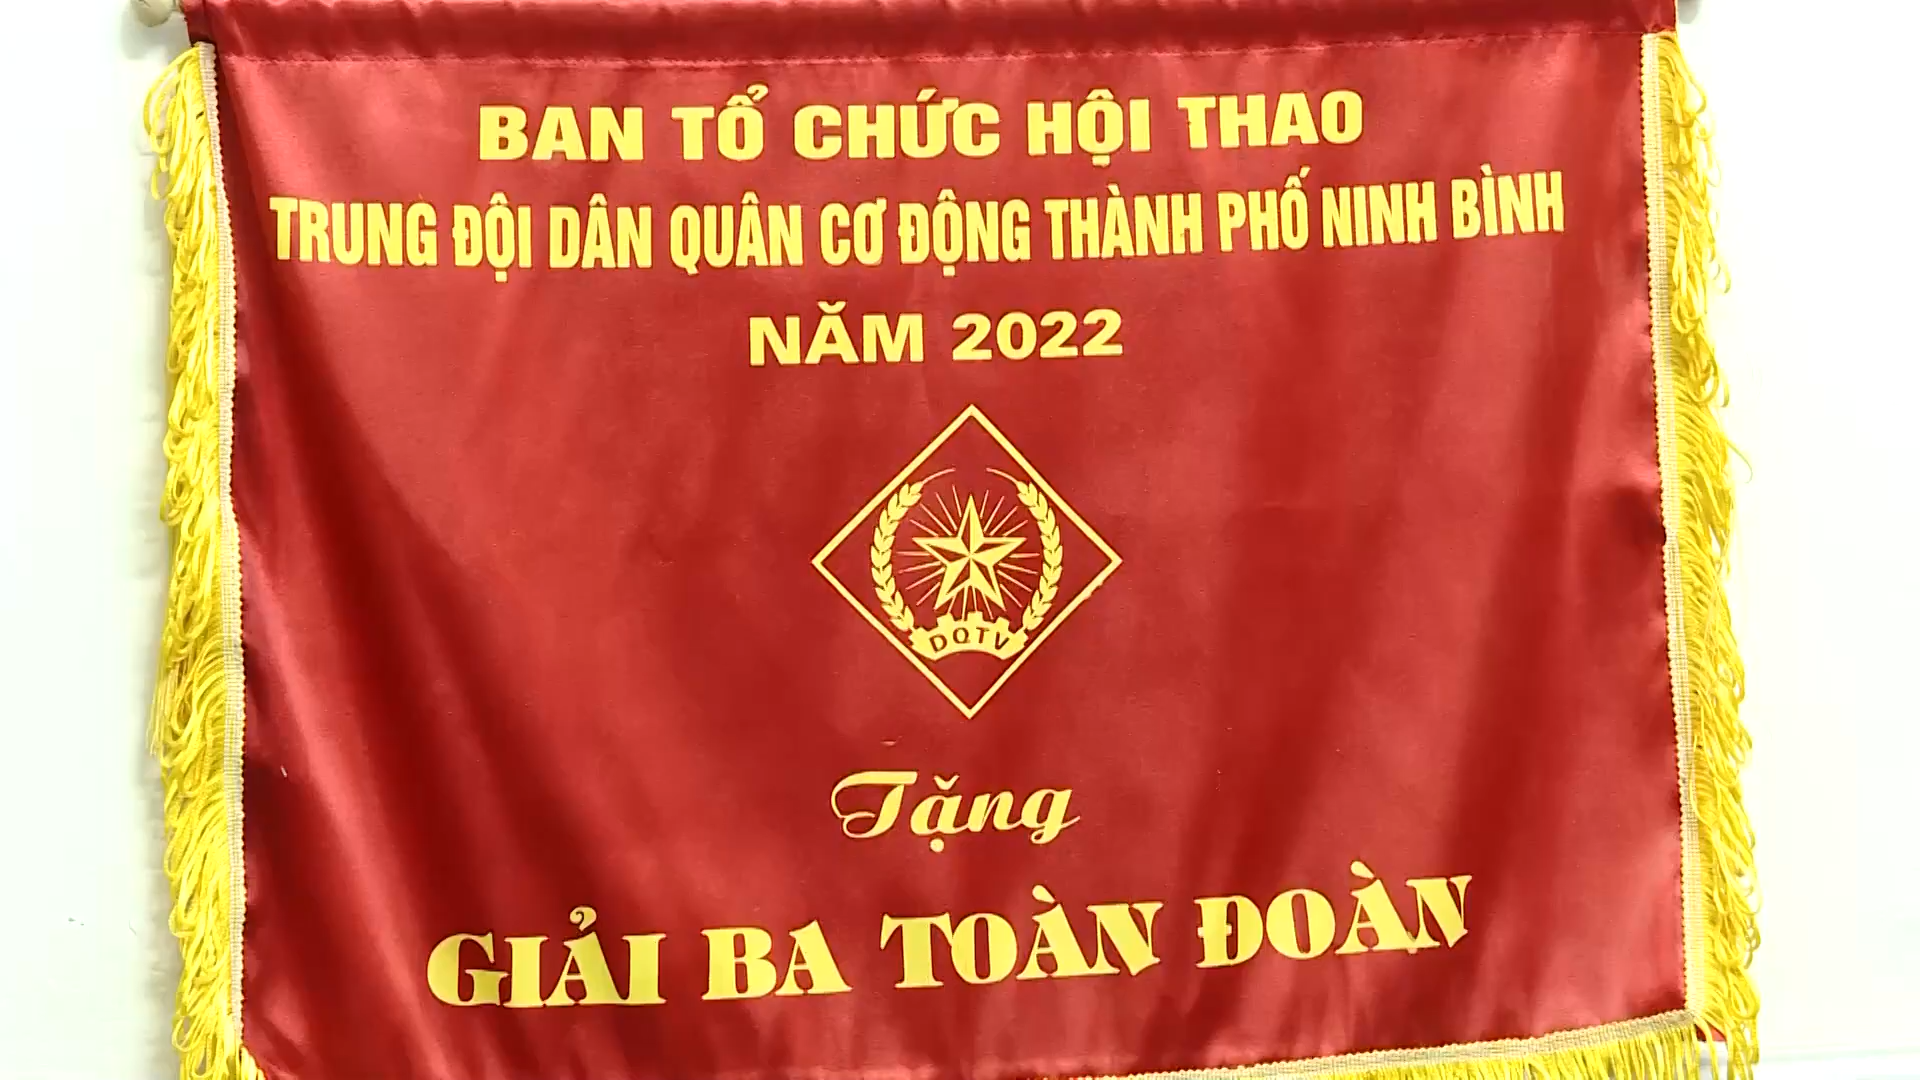 BAN TỔ CHỨC HỘI THAO
TRUNG ĐỘI DÂN QUÂN CƠ ĐỘNG THÀNH PHỐ NINH BÌNH
NĂM 2022
DQTV
Tặng
GIẢI BA TOÀN ĐOÀN